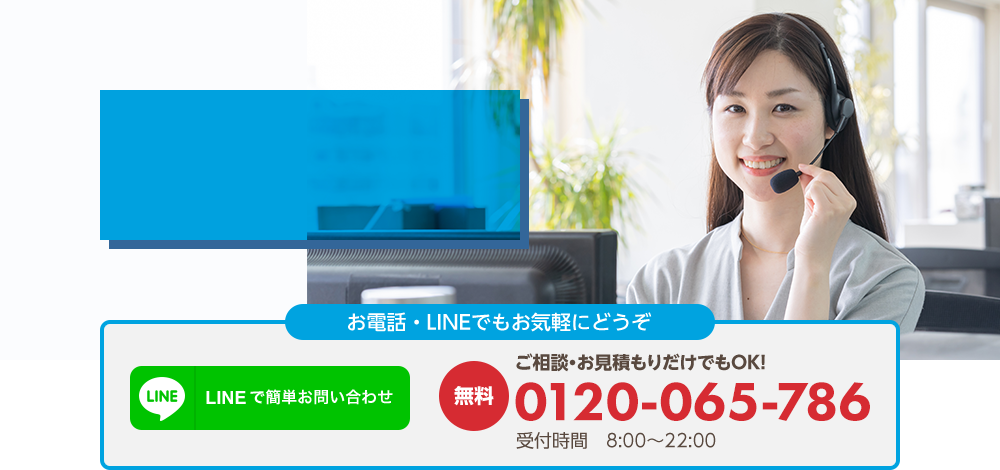 お電話・LINEでもお気軽にどうぞ
LINE
LINEで簡単お問い合わせ
無料
ご相談・お見積もりだけでもOK!
0120-065-786
受付時間　8:00〜22:00